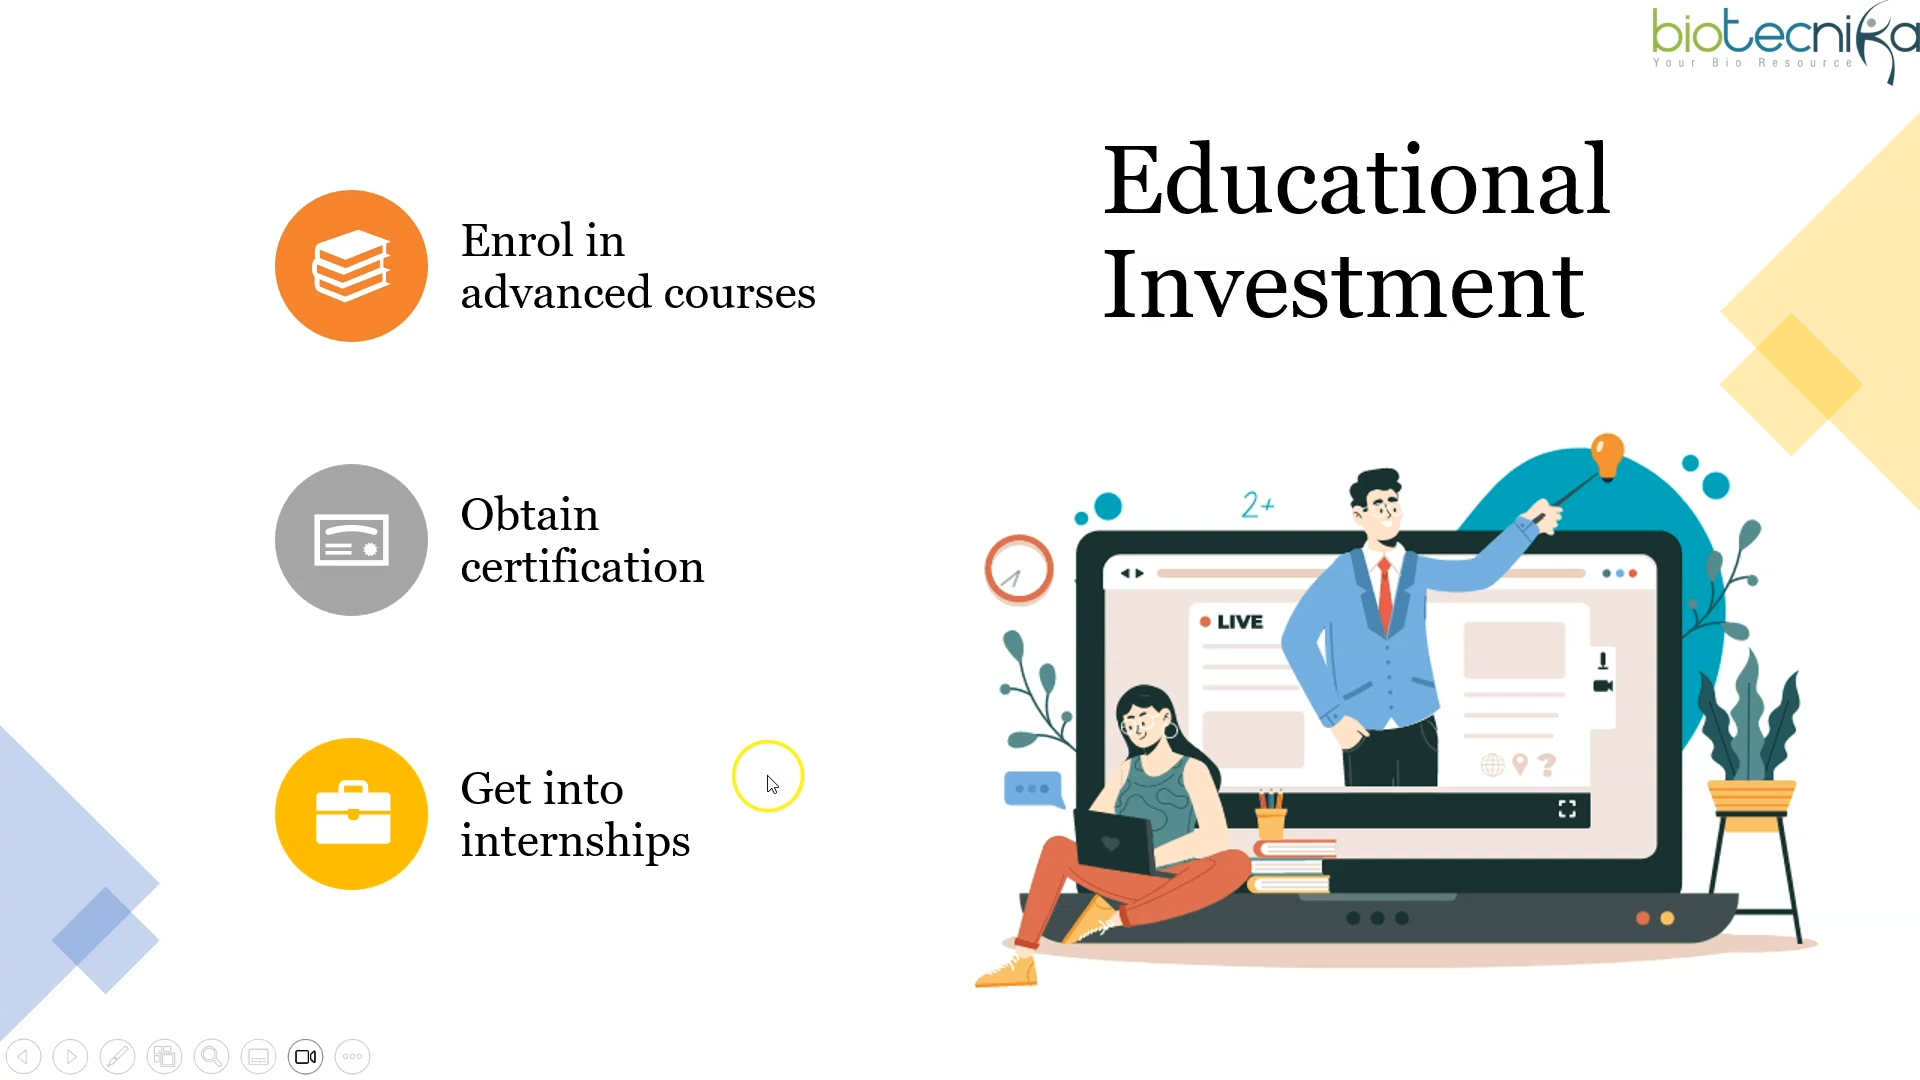 biotecnika
Your Bio Resource
Educational
Investment
Enrol in
advanced courses
Obtain
certification
Get into
internships
2+
LIVE
?